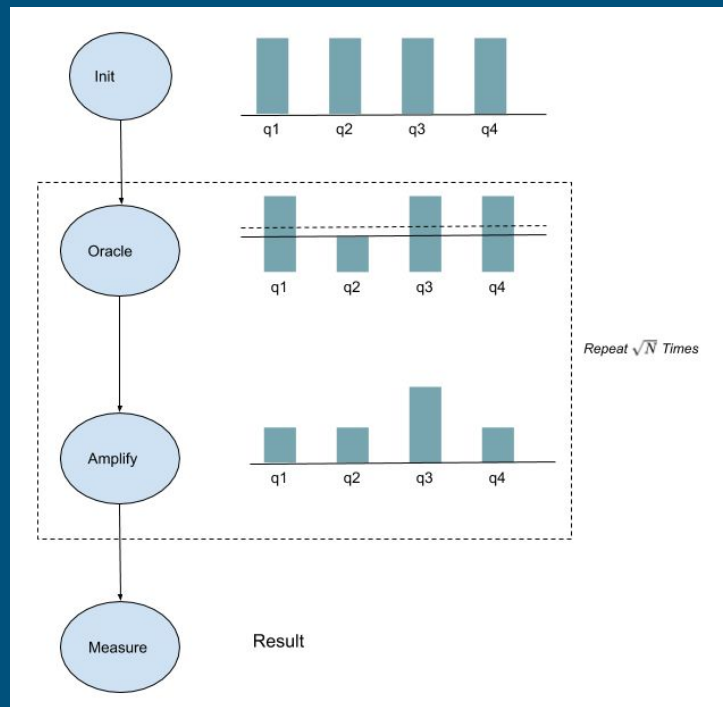 Init
q1 q2 q3 q4
Oracle
q1 q2 q3 q4
Repeat √N Times
Amplify
q1 q2 q3 q4
Measure
Result